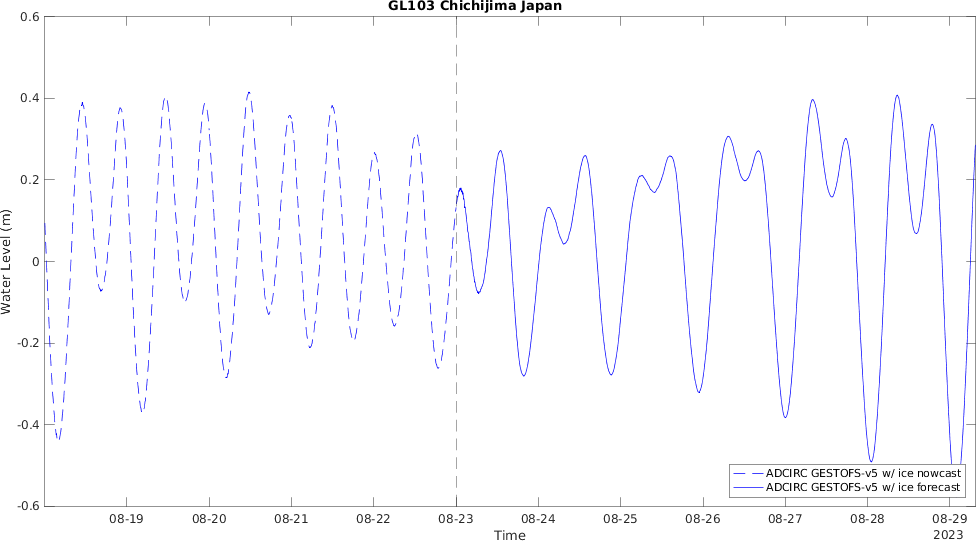 GL103 Chichijima Japan
Water Level (m)
0.6
0.4
0.2
0
-0.2
-0.4
-0.6
ADCIRC GESTOFS-v5 w/ ice nowcast
ADCIRC GESTOFS-v5 w/ ice forecast
08-19 08-20 08-21 08-22 08-23 08-24 08-25 08-26 08-27 08-28 08-29
Time
2023